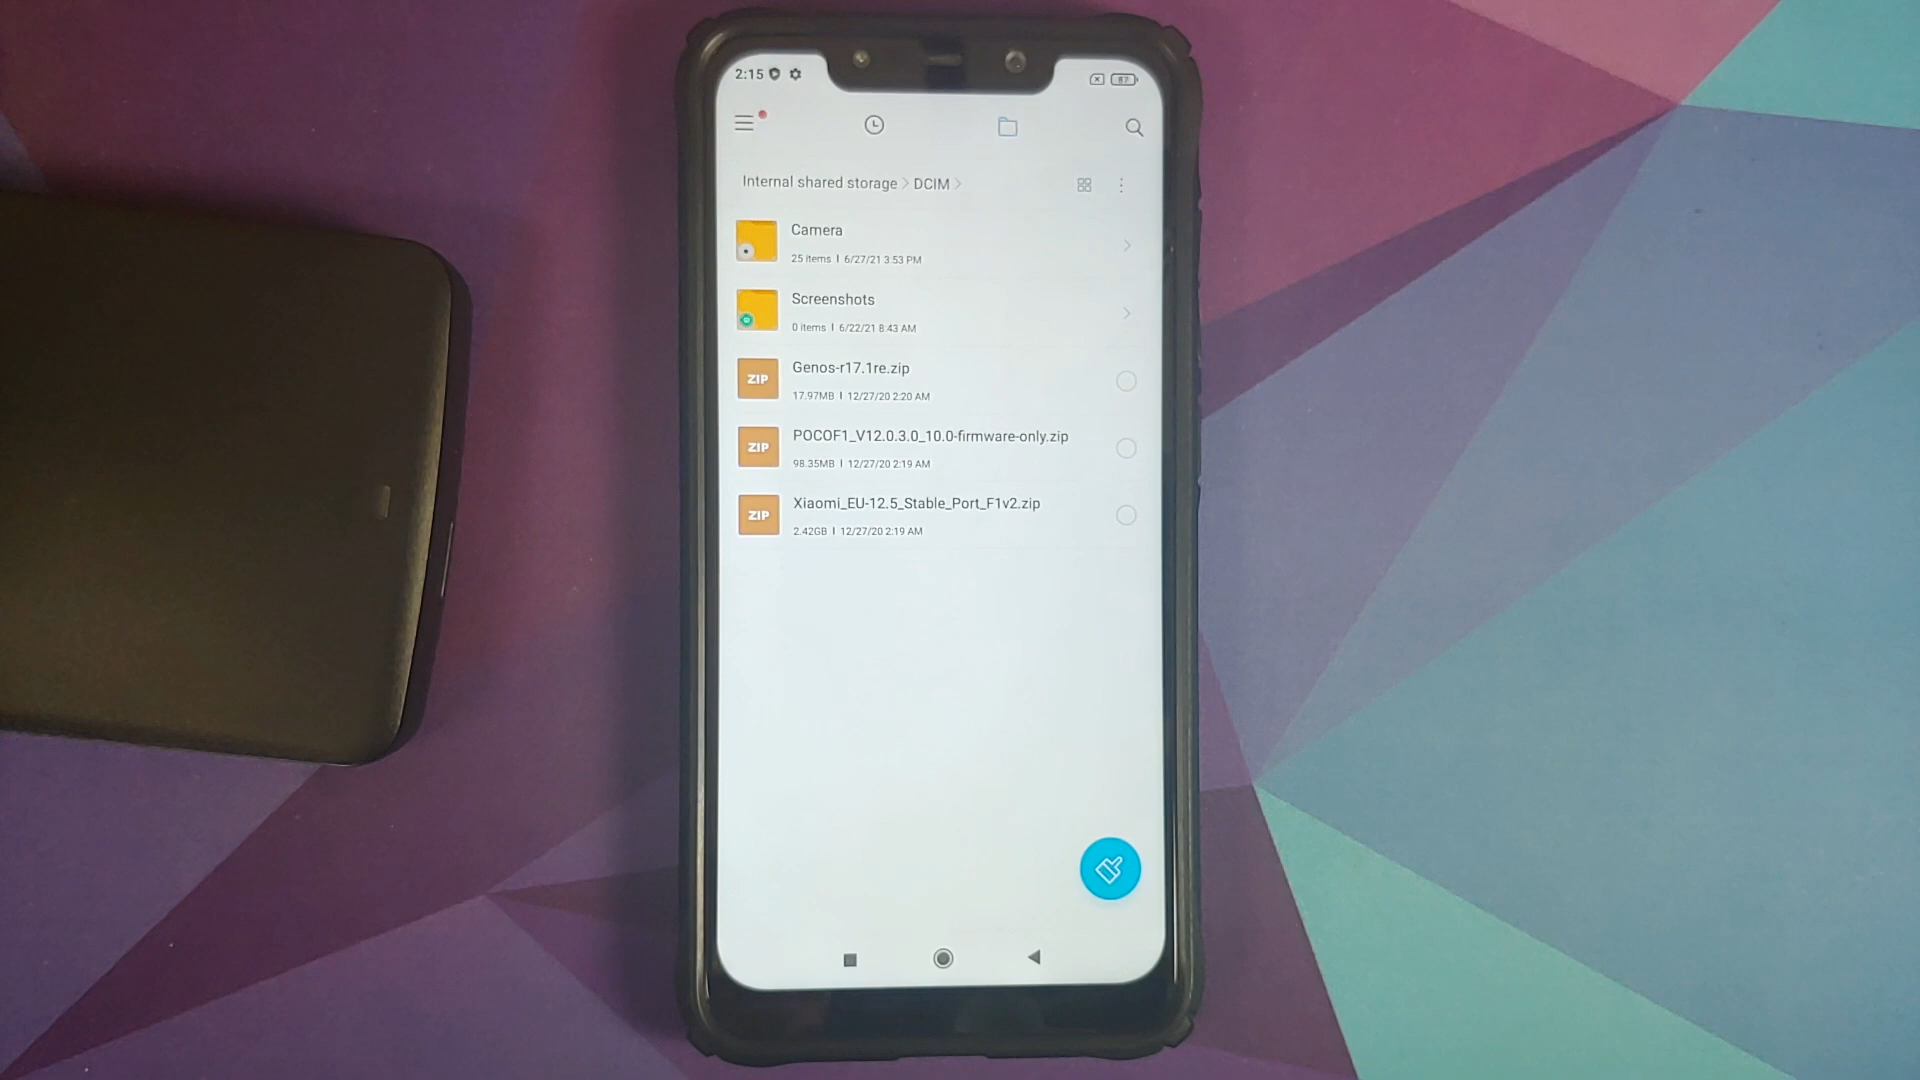 2:15
87
Internal shared storage > DCIM >
Camera
25 items | 6/27/21 3:53 PM
Screenshots
0 items | 6/22/21 8:43 AM
ZIP
Genos-r17.1re.zip
17.97MB | 12/27/20 2:20 AM
ZIP
POCOF1_V12.0.3.0_10.0-firmware-only.zip
98.35MB | 12/27/20 2:19 AM
ZIP
Xiaomi_EU-12.5_Stable_Port_F1v2.zip
2.42GB | 12/27/20 2:19 AM